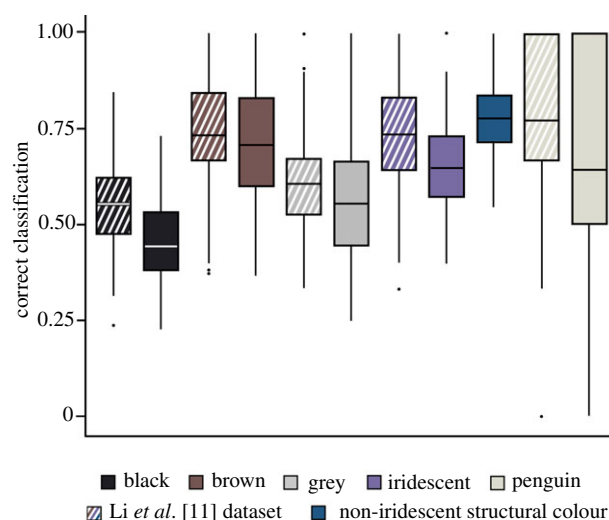 1.00
0.75
0.50
0.25
0
correct classification
black brown grey iridescent penguin
Li et al. [11] dataset non-iridescent structural colour